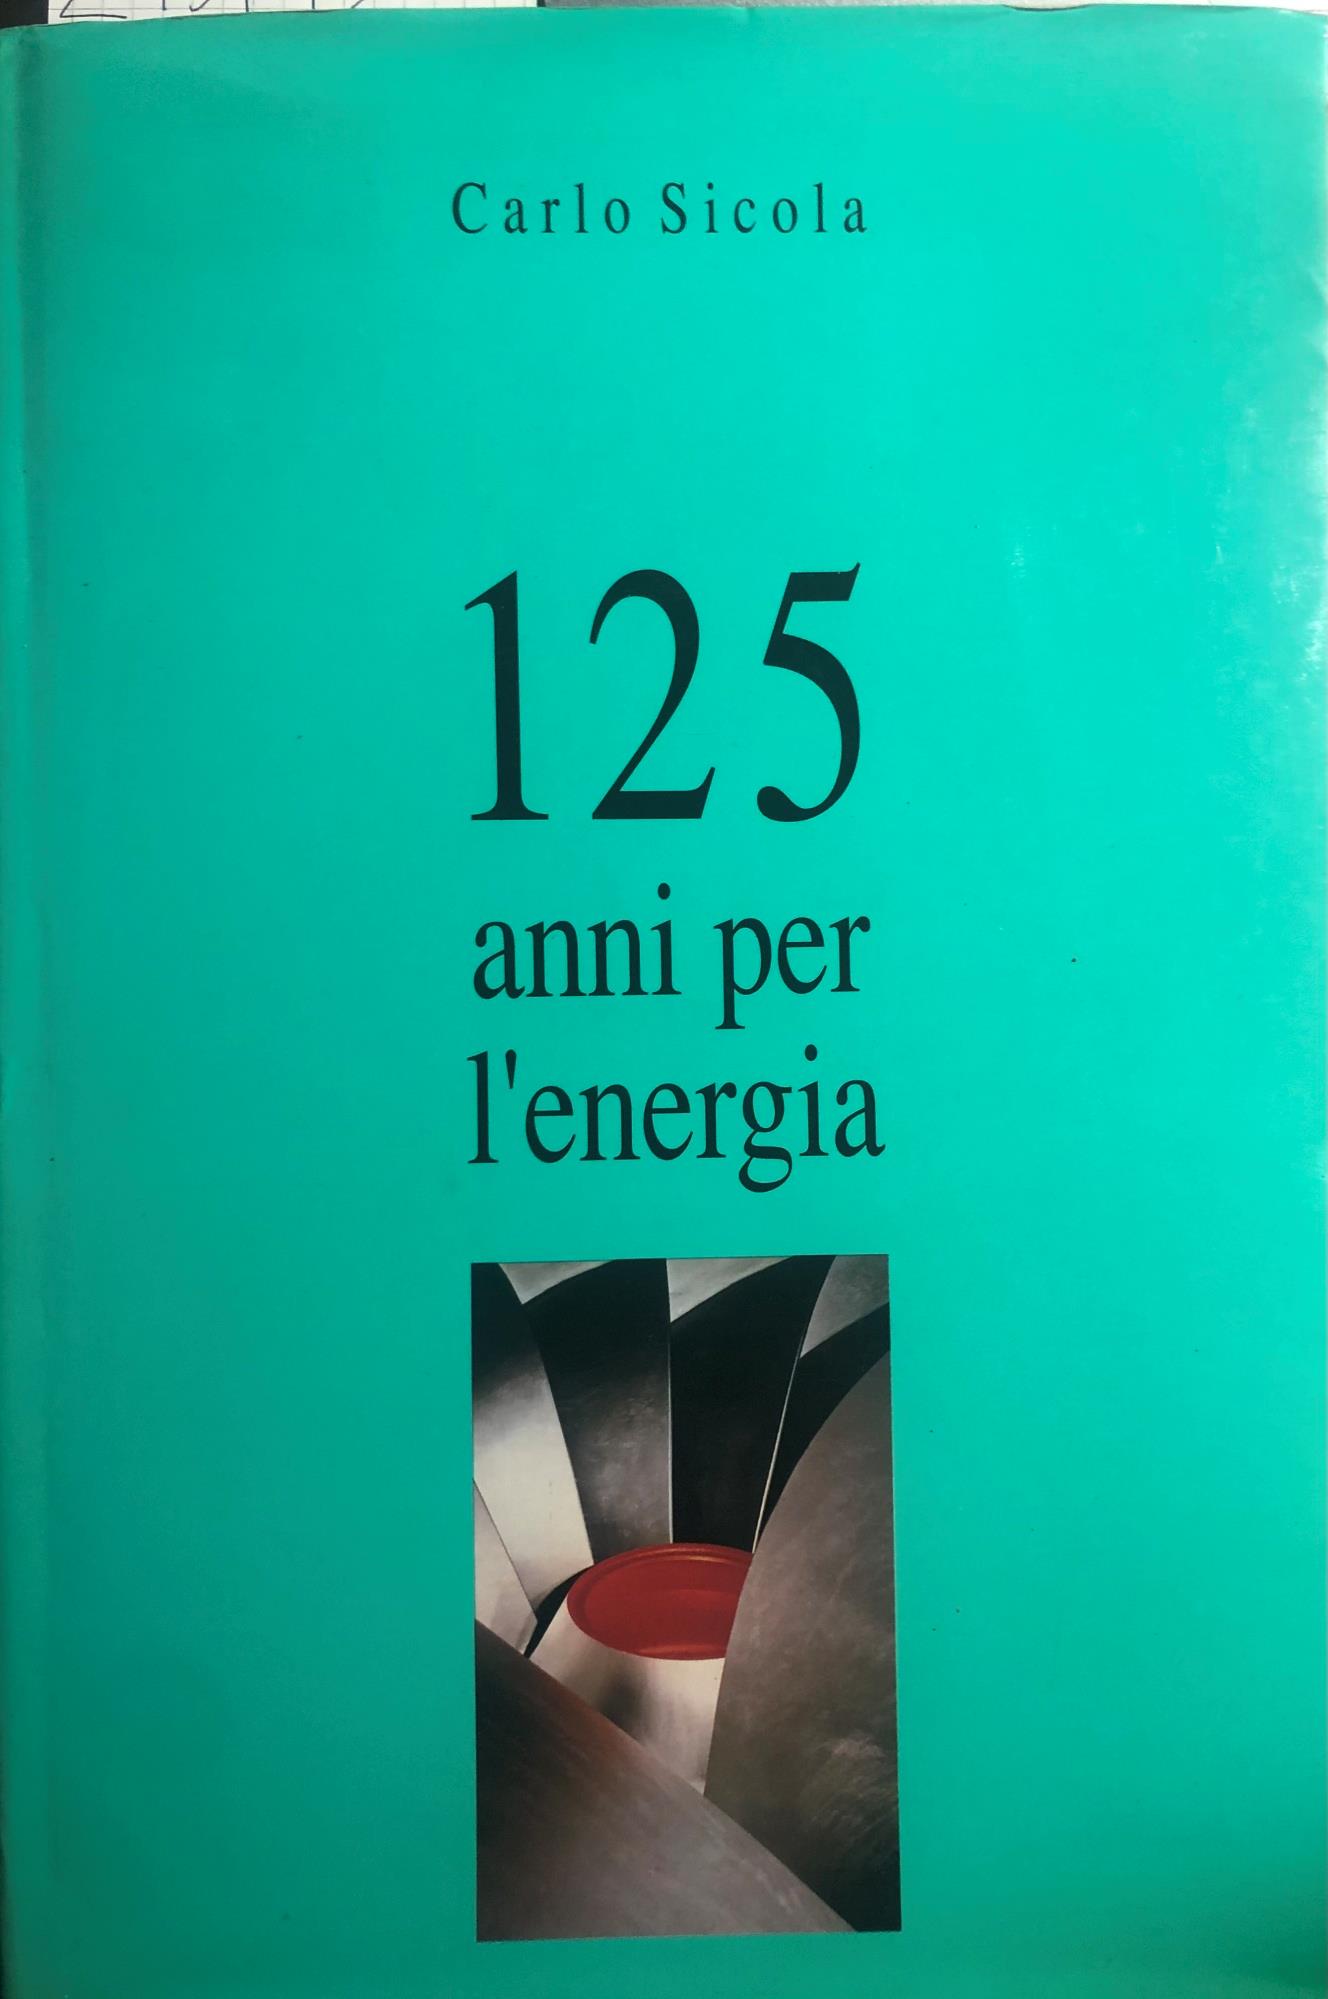 Carlo Sicola
125
anni per
l'energia